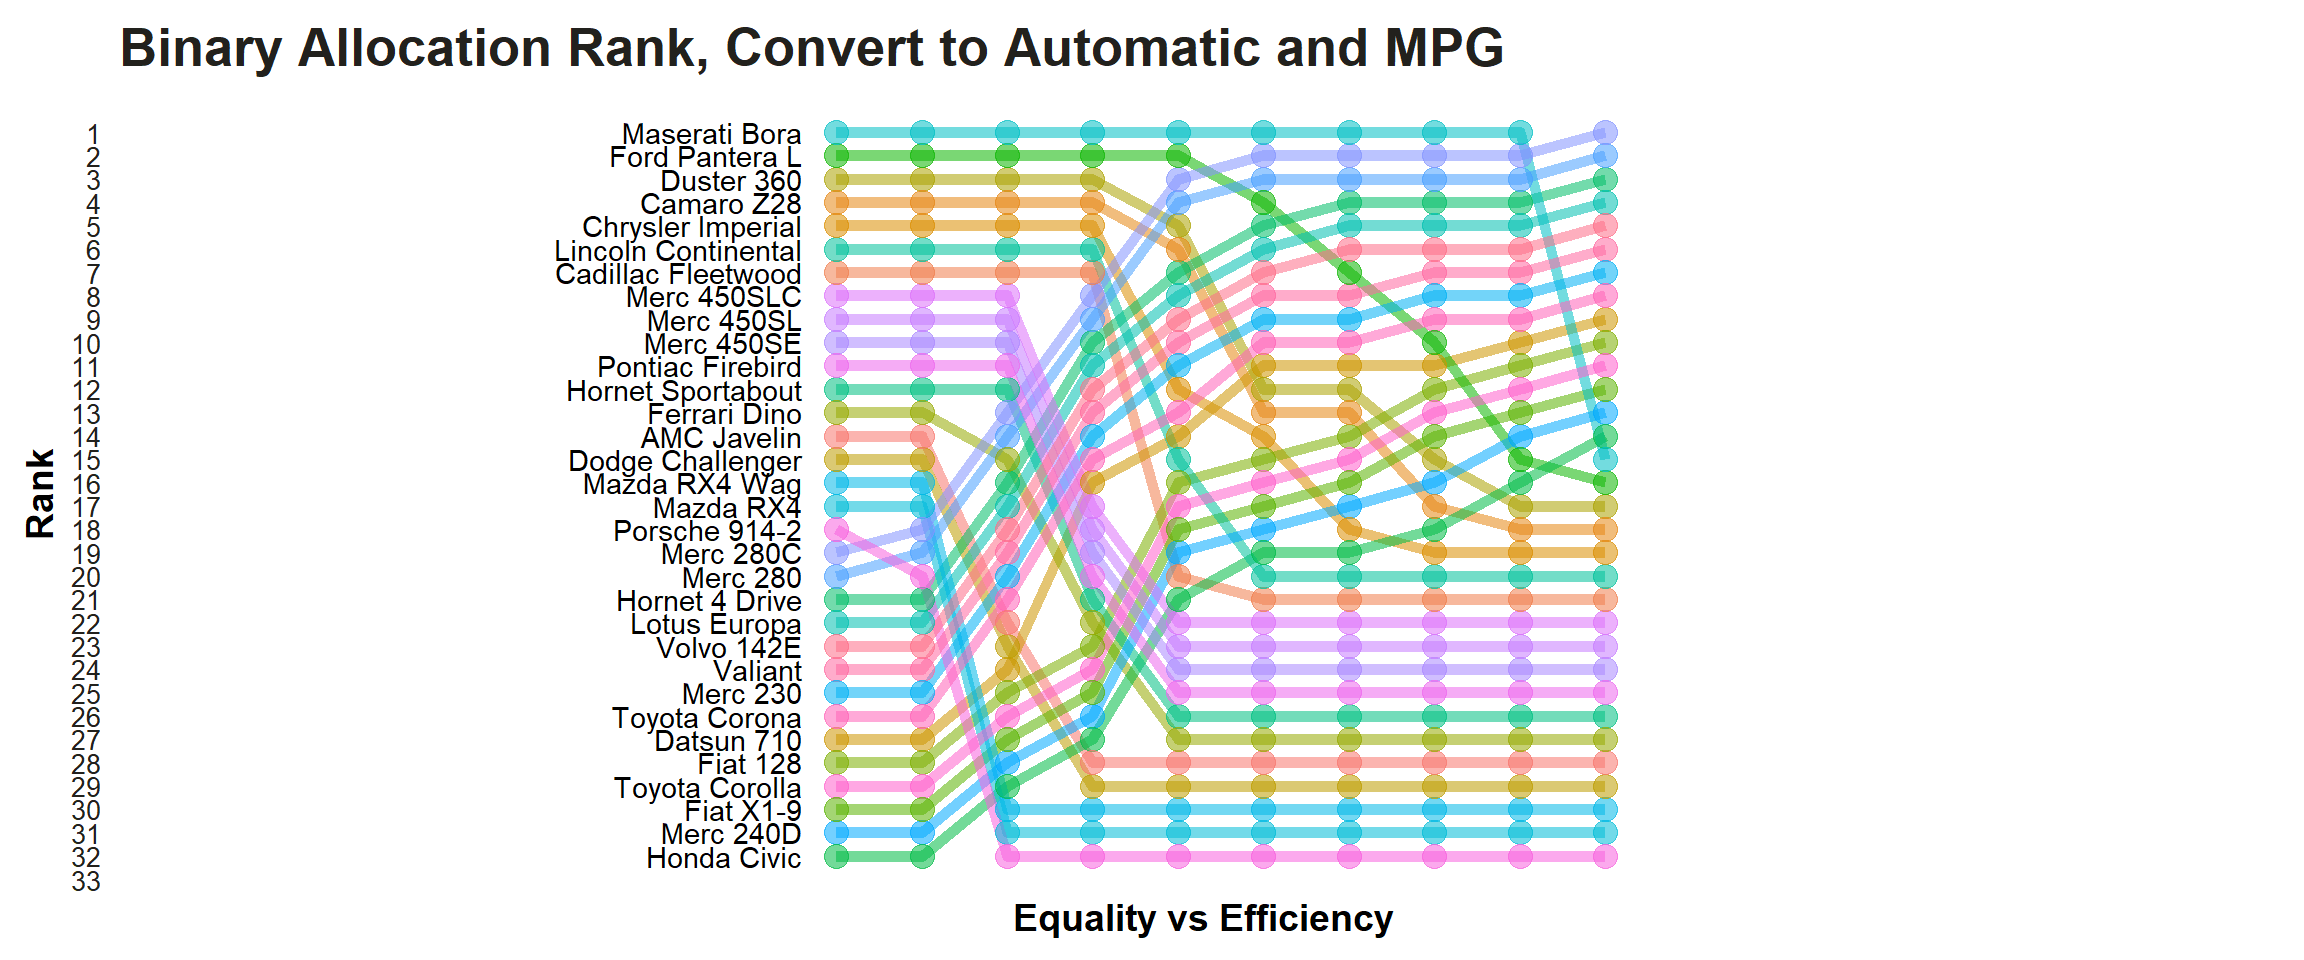 Binary Allocation Rank, Convert to Automatic and MPG
Rank
1 Maserati Bora
2 Ford Pantera L
3 Duster 360
4 Camaro Z28
5 Chrysler Imperial
6 Lincoln Continental
7 Cadillac Fleetwood
8 Merc 450SLC
9 Merc 450SL
10 Merc 450SE
11 Pontiac Firebird
12 Hornet Sportabout
13 Ferrari Dino
14 AMC Javelin
15 Dodge Challenger
16 Mazda RX4 Wag
17 Mazda RX4
18 Porsche 914-2
19 Merc 280C
20 Merc 280
21 Hornet 4 Drive
22 Lotus Europa
23 Volvo 142E
24 Valiant
25 Merc 230
26 Toyota Corona
27 Datsun 710
28 Fiat 128
29 Toyota Corolla
30 Fiat X1-9
31 Merc 240D
32 Honda Civic
33
Equality vs Efficiency